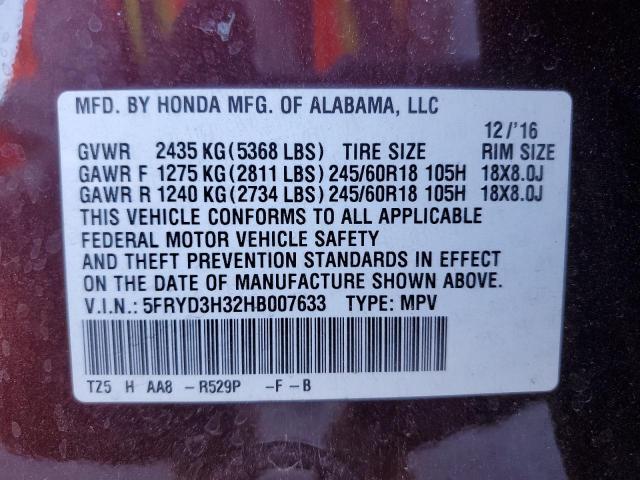 MFD. BY HONDA MFG. OF ALABAMA, LLC
12/'16
GVWR 2435 KG(5368 LBS) TIRE SIZE RIM SIZE
GAWR F 1275 KG(2811 LBS) 245/60R18 105H 18X8.0J
GAWR R 1240 KG(2734 LBS) 245/60R18 105H 18X8.0J
THIS VEHICLE CONFORMS TO ALL APPLICABLE
FEDERAL MOTOR VEHICLE SAFETY
AND THEFT PREVENTION STANDARDS IN EFFECT
ON THE DATE OF MANUFACTURE SHOWN ABOVE.
V.I.N.: 5FRYD3H32HB007633 TYPE: MPV
TZ5 H AA8 - R529P -F-B